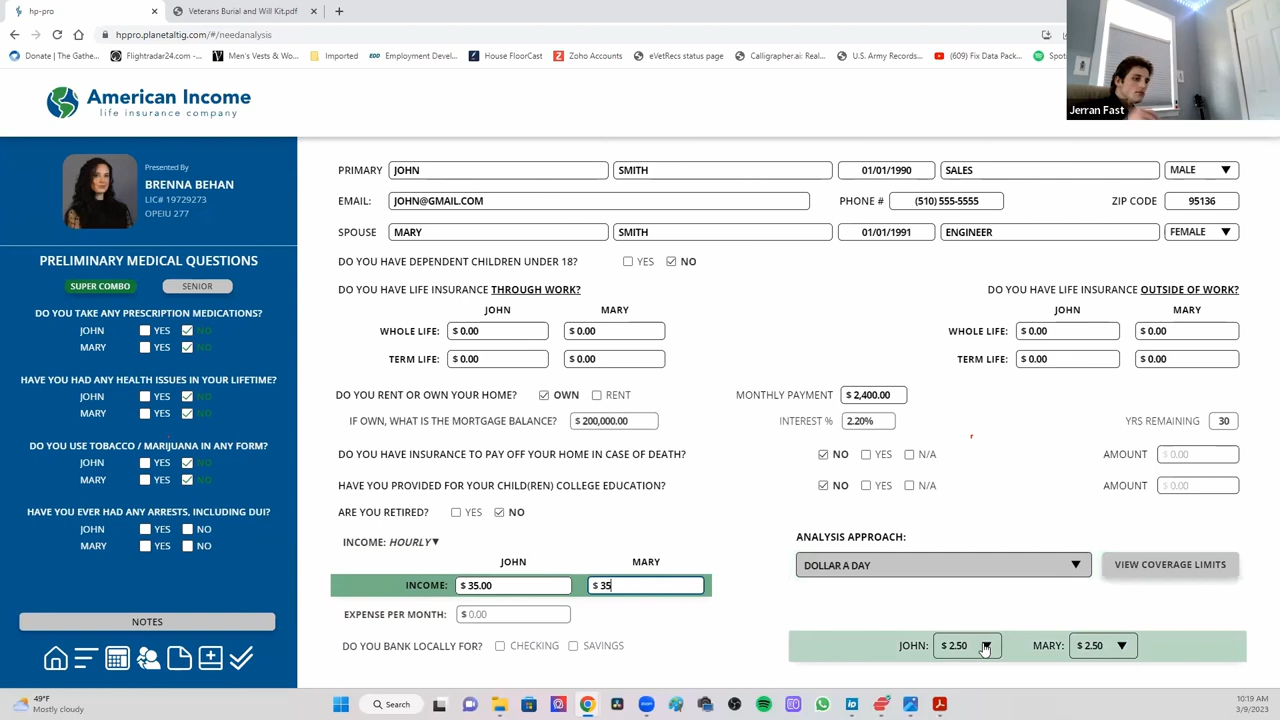 hp-pro
Veterans Burial and Will Kit.pdf
hppro.planetaltig.com/#/needanalysis
Donate | The Gathe...
Flightradar24.com -...
Men's Vests & Wo...
Imported
EDD Employment Devel...
House FloorCast
Zoho Accounts
eVetRecs status page
Calligrapher.ai: Real...
U.S. Army Records...
(609) Fix Data Pack...
Spot
Jerran Fast
American Income
life insurance company
Presented By
BRENNA BEHAN
LIC# 19729273
OPEIU 277
PRELIMINARY MEDICAL QUESTIONS
SUPER COMBO SENIOR
DO YOU TAKE ANY PRESCRIPTION MEDICATIONS?
JOHN YES NO
MARY YES NO
HAVE YOU HAD ANY HEALTH ISSUES IN YOUR LIFETIME?
JOHN YES NO
MARY YES NO
DO YOU USE TOBACCO / MARIJUANA IN ANY FORM?
JOHN YES NO
MARY YES NO
HAVE YOU EVER HAD ANY ARRESTS, INCLUDING DUI?
JOHN YES NO
MARY YES NO
NOTES
PRIMARY JOHN SMITH 01/01/1990 SALES MALE
EMAIL: JOHN@GMAIL.COM PHONE # (510) 555-5555 ZIP CODE 95136
SPOUSE MARY SMITH 01/01/1991 ENGINEER FEMALE
DO YOU HAVE DEPENDENT CHILDREN UNDER 18? YES NO
DO YOU HAVE LIFE INSURANCE THROUGH WORK? DO YOU HAVE LIFE INSURANCE OUTSIDE OF WORK?
JOHN MARY JOHN MARY
WHOLE LIFE: $ 0.00 $ 0.00 WHOLE LIFE: $ 0.00 $ 0.00
TERM LIFE: $ 0.00 $ 0.00 TERM LIFE: $ 0.00 $ 0.00
DO YOU RENT OR OWN YOUR HOME? OWN RENT MONTHLY PAYMENT $ 2,400.00
IF OWN, WHAT IS THE MORTGAGE BALANCE? $ 200,000.00 INTEREST % 2.20% YRS REMAINING 30
DO YOU HAVE INSURANCE TO PAY OFF YOUR HOME IN CASE OF DEATH? NO YES N/A AMOUNT $ 0.00
HAVE YOU PROVIDED FOR YOUR CHILD(REN) COLLEGE EDUCATION? NO YES N/A AMOUNT $ 0.00
ARE YOU RETIRED? YES NO
INCOME: HOURLY
JOHN MARY
INCOME: $ 35.00 $ 35
EXPENSE PER MONTH: $ 0.00
DO YOU BANK LOCALLY FOR? CHECKING SAVINGS
ANALYSIS APPROACH:
DOLLAR A DAY VIEW COVERAGE LIMITS
JOHN: $ 2.50 MARY: $ 2.50
49°F
Mostly cloudy
Search
10:19 AM
3/9/2023